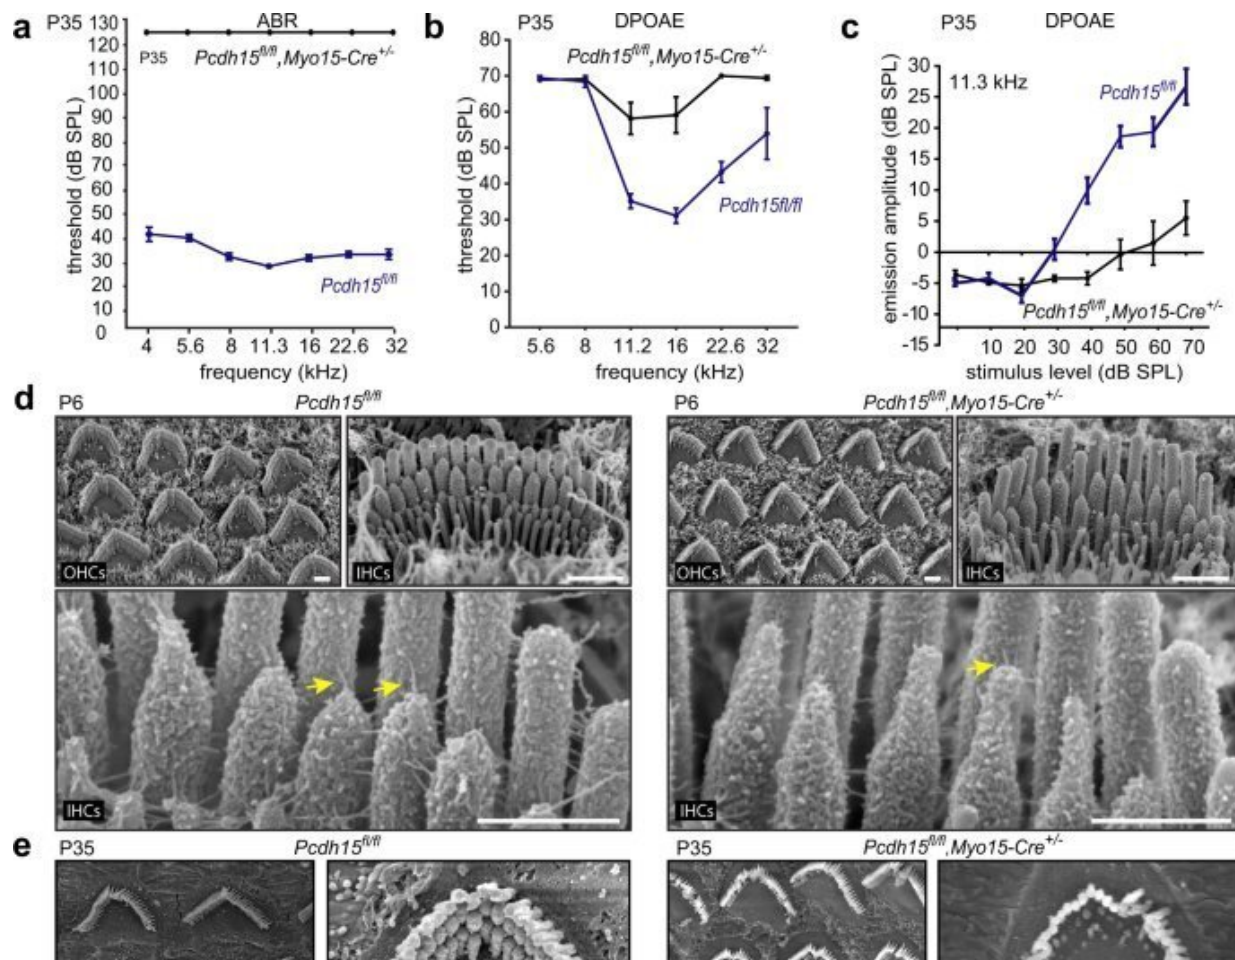 a P35 ABR
130
120
110
100
90
80
70
60
50
40
30
20
10
0
threshold (dB SPL)
P35 Pcdh15fl/fl,Myo15-Cre+/-
Pcdh15fl/fl
4 5.6 8 11.3 16 22.6 32
frequency (kHz)
b P35 DPOAE
80
70
60
50
40
30
20
10
0
threshold (dB SPL)
Pcdh15fl/fl,Myo15-Cre+/-
Pcdh15fl/fl
5.6 8 11.2 16 22.6 32
frequency (kHz)
c P35 DPOAE
30
25
20
15
10
5
0
-5
-10
-15
emission amplitude (dB SPL)
11.3 kHz
Pcdh15fl/fl
Pcdh15fl/fl,Myo15-Cre+/-
10 20 30 40 50 60 70
stimulus level (dB SPL)
d P6 Pcdh15fl/fl
OHCs
IHCs
IHCs
P6 Pcdh15fl/fl,Myo15-Cre+/-
OHCs
IHCs
IHCs
e P35 Pcdh15fl/fl
P35 Pcdh15fl/fl,Myo15-Cre+/-